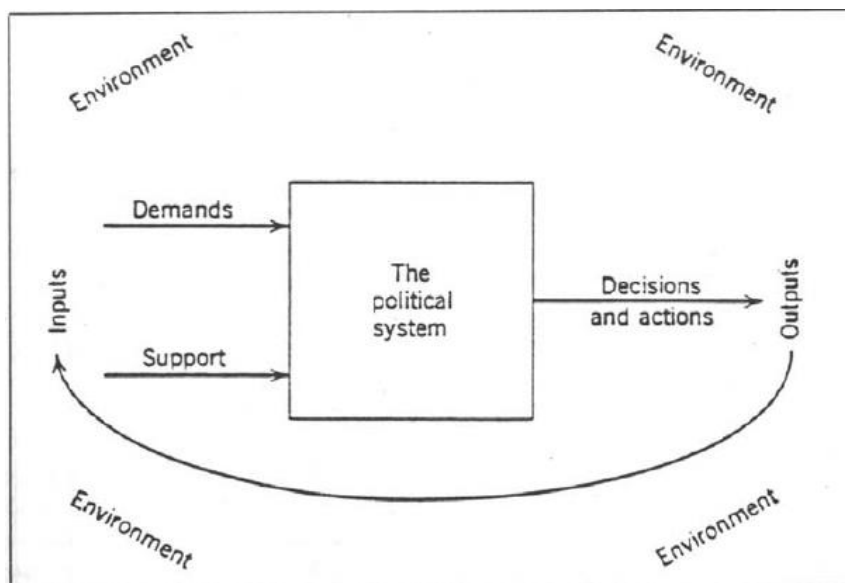 Environment
Environment
Demands
The
political
system
Inputs
Decisions
and actions
Outputs
Support
Environment
Environment